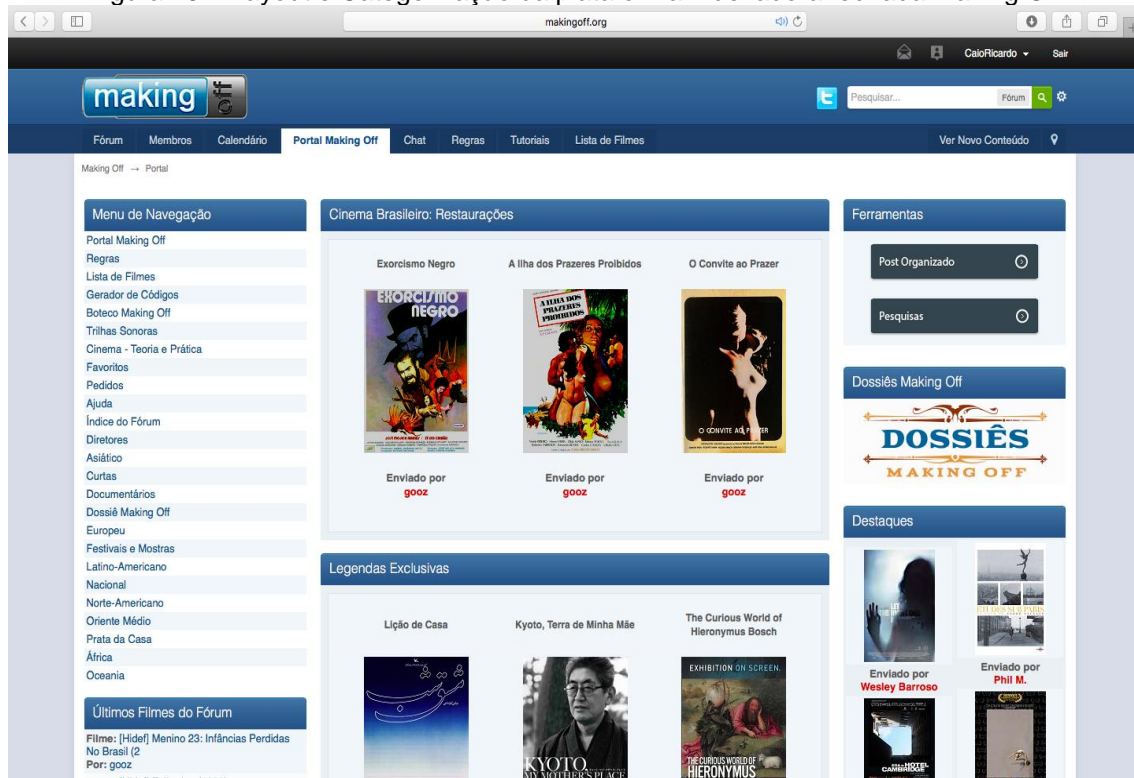 makingoff.org
CaioRicardo
Sair
making off
Pesquisar...
Fórum
Fórum
Membros
Calendário
Portal Making Off
Chat
Regras
Tutoriais
Lista de Filmes
Ver Novo Conteúdo
Making Off → Portal
Menu de Navegação
Portal Making Off
Regras
Lista de Filmes
Gerador de Códigos
Boteco Making Off
Trilhas Sonoras
Cinema - Teoria e Prática
Favoritos
Pedidos
Ajuda
Índice do Fórum
Diretores
Asiático
Curtas
Documentários
Dossiê Making Off
Europeu
Festivais e Mostras
Latino-Americano
Nacional
Norte-Americano
Oriente Médio
Prata da Casa
África
Oceania
Últimos Filmes do Fórum
Filme: [Hidef] Menino 23: Infâncias Perdidas
No Brasil (2
Por: gooz
Cinema Brasileiro: Restaurações
Exorcismo Negro
EXORCISMO
NEGRO
Enviado por
gooz
A Ilha dos Prazeres Proibidos
A ILHA DOS
PRAZERES
PROIBIDOS
Enviado por
gooz
O Convite ao Prazer
O CONVITE AO PRAZER
Enviado por
gooz
Legendas Exclusivas
Lição de Casa
Kyoto, Terra de Minha Mãe
KYOTO,
MY MOTHER'S PLACE
The Curious World of
Hieronymus Bosch
EXHIBITION ON SCREEN.
THE CURIOUS WORLD OF
HIERONYMUS
Ferramentas
Post Organizado
Pesquisas
Dossiês Making Off
DOSSIÊS
MAKING OFF
Destaques
Enviado por
Wesley Barroso
ETUDES SUR PARIS
Enviado por
Phil M.
HOTEL
CAMBRIDGE